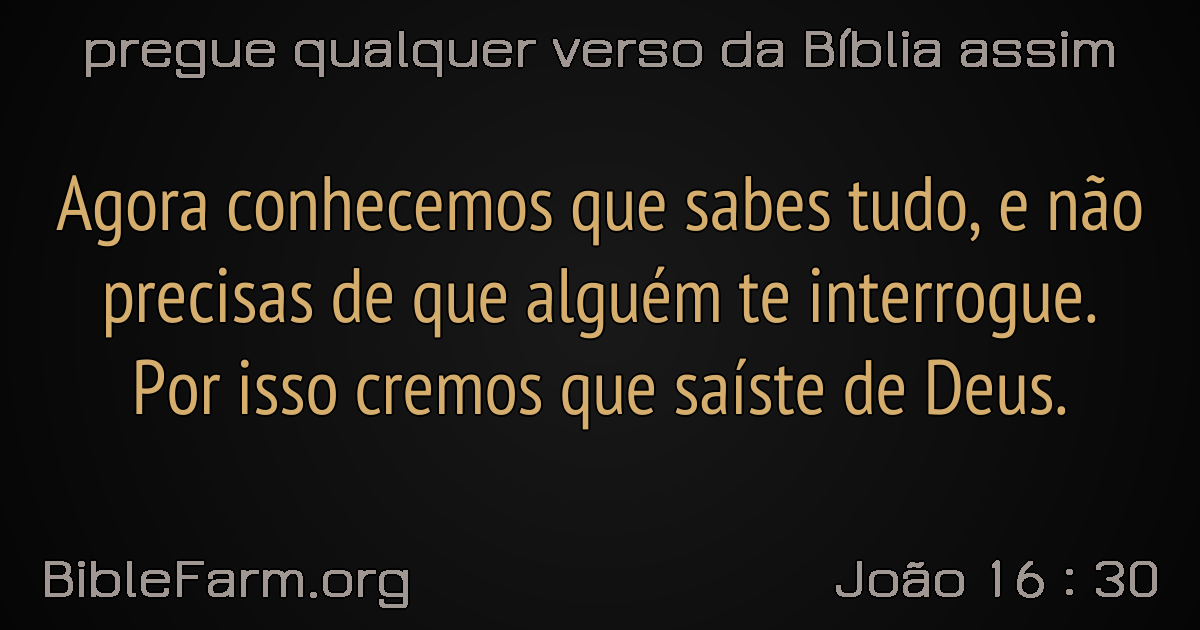 pregue qualquer verso da Bíblia assim
Agora conhecemos que sabes tudo, e não
precisas de que alguém te interrogue.
Por isso cremos que saíste de Deus.
BibleFarm.org
João 16 : 30